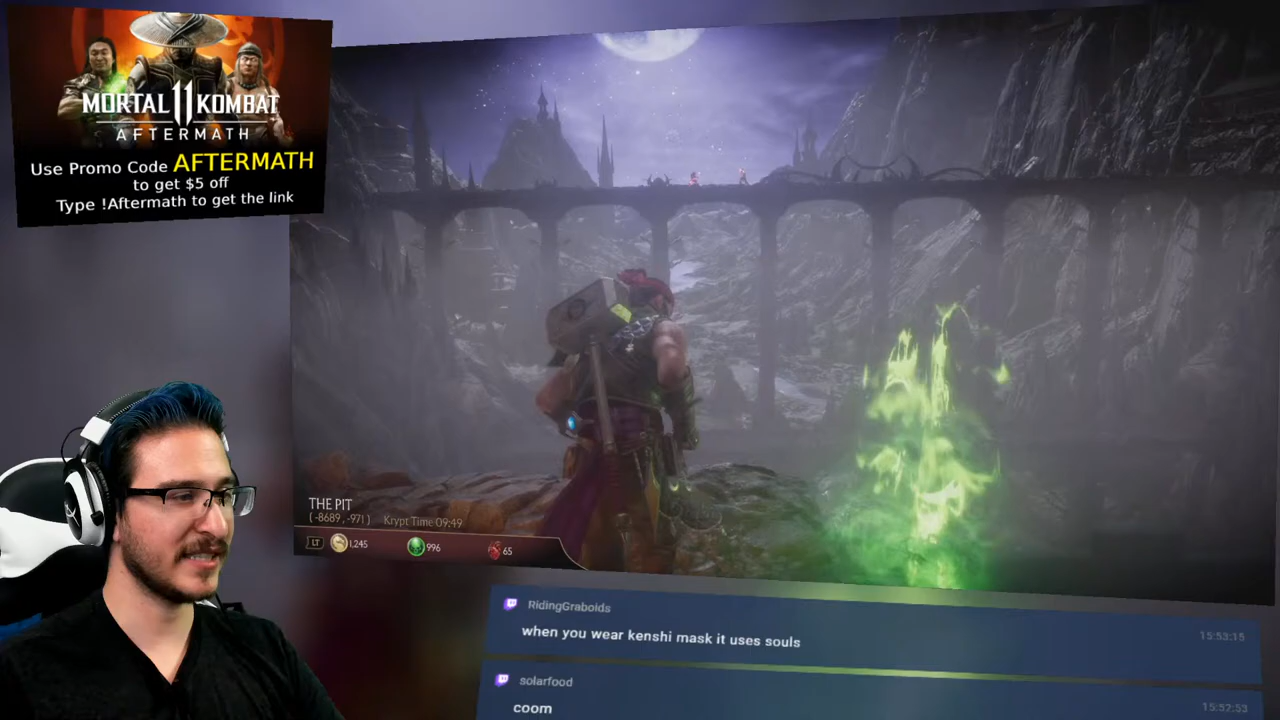 MORTAL 11 KOMBAT
AFTERMATH
Use Promo Code AFTERMATH
to get $5 off
Type !Aftermath to get the link
THE PIT
(-8689, -971) Krypt Time 09:49
LT 1,245 996 65
RidingGraboids
15:53:15
when you wear kenshi mask it uses souls
solarfood
15:52:53
coom